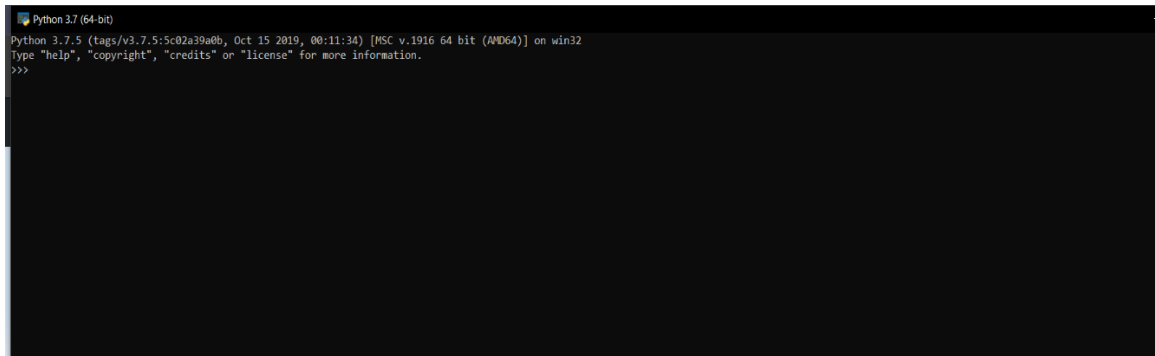 Python 3.7 (64-bit)
Python 3.7.5 (tags/v3.7.5:5c02a39a0b, Oct 15 2019, 00:11:34) [MSC v.1916 64 bit (AMD64)] on win32
Type "help", "copyright", "credits" or "license" for more information.
>>>